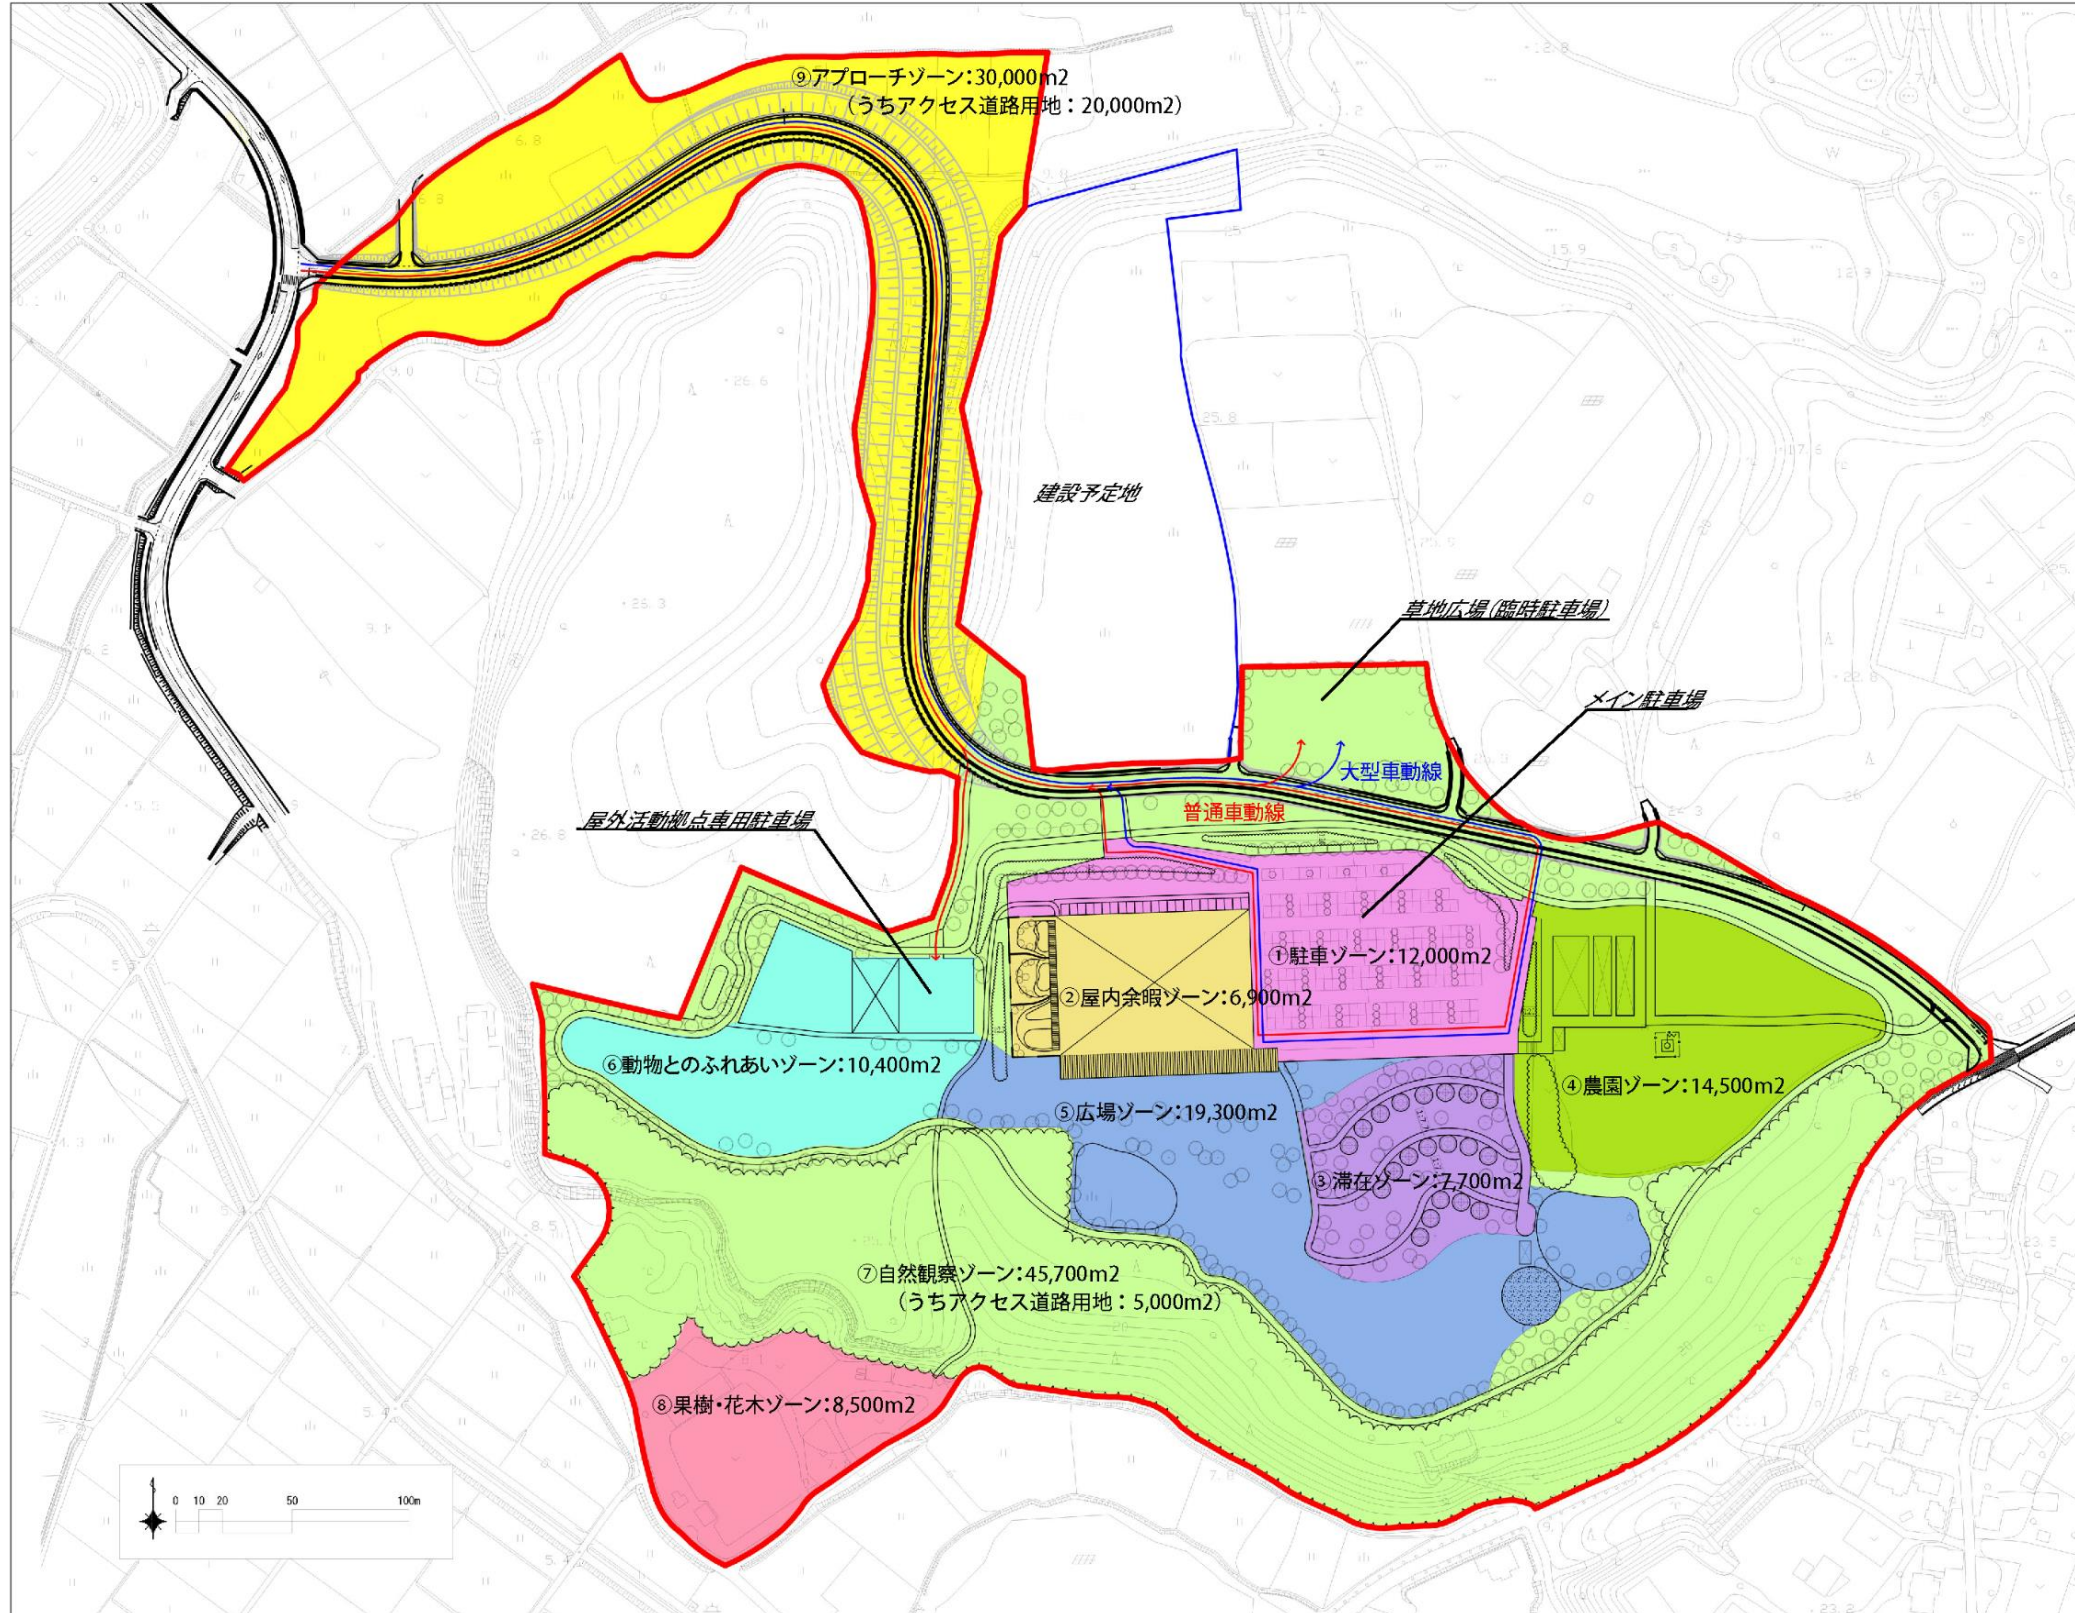 ⑨アプローチゾーン：30,000m2
（うちアクセス道路用地：20,000m2）
建設予定地
草地広場（臨時駐車場）
メイン駐車場
大型車動線
普通車動線
屋外活動拠点専用駐車場
①駐車ゾーン：12,000m2
②屋内余暇ゾーン：6,900m2
⑥動物とのふれあいゾーン：10,400m2
④農園ゾーン：14,500m2
⑤広場ゾーン：19,300m2
③滞在ゾーン：7,700m2
⑦自然観察ゾーン：45,700m2
（うちアクセス道路用地：5,000m2）
⑧果樹・花木ゾーン：8,500m2
0 10 20 50 100m